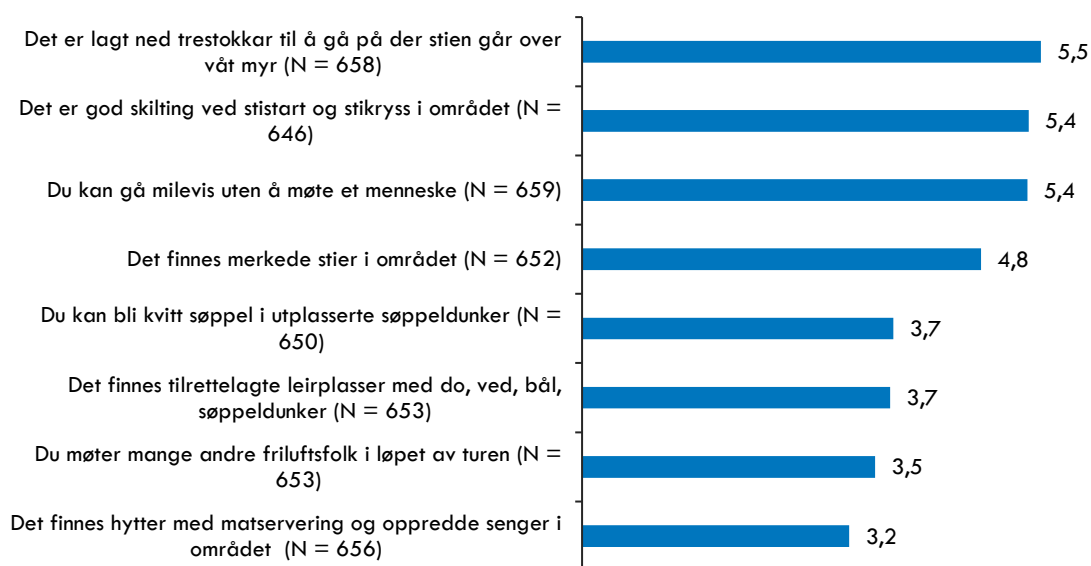 Det er lagt ned trestokkar til å gå på der stien går over
våt myr (N = 658)
5,5
Det er god skilting ved stistart og stikryss i området (N =
646)
5,4
Du kan gå milevis uten å møte et menneske (N = 659)
5,4
Det finnes merkede stier i området (N = 652)
4,8
Du kan bli kvitt søppel i utplasserte søppeldunker (N =
650)
3,7
Det finnes tilrettelagte leirplasser med do, ved, bål,
søppeldunker (N = 653)
3,7
Du møter mange andre friluftsfolk i løpet av turen (N =
653)
3,5
Det finnes hytter med matservering og oppredde senger i
området (N = 656)
3,2